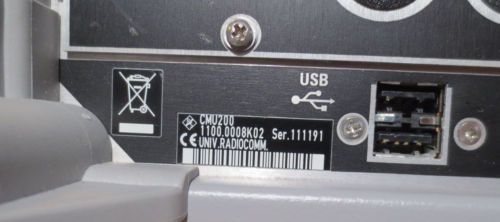 USB
CMU200
1100.0008K02 Ser.111191
CE UNIV.RADIOCOMM.